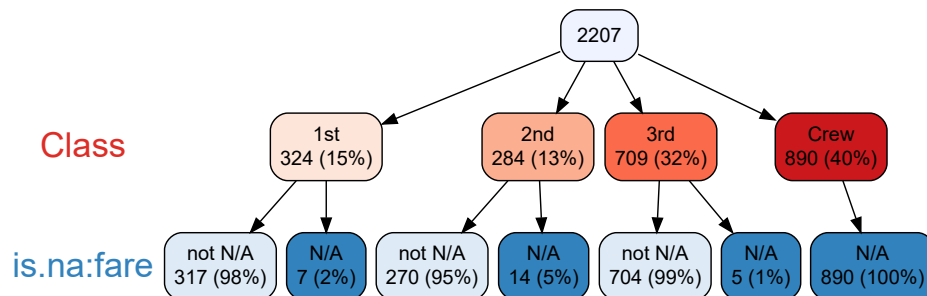 2207
Class
1st
324 (15%)
2nd
284 (13%)
3rd
709 (32%)
Crew
890 (40%)
is.na:fare
not N/A
317 (98%)
N/A
7 (2%)
not N/A
270 (95%)
N/A
14 (5%)
not N/A
704 (99%)
N/A
5 (1%)
N/A
890 (100%)